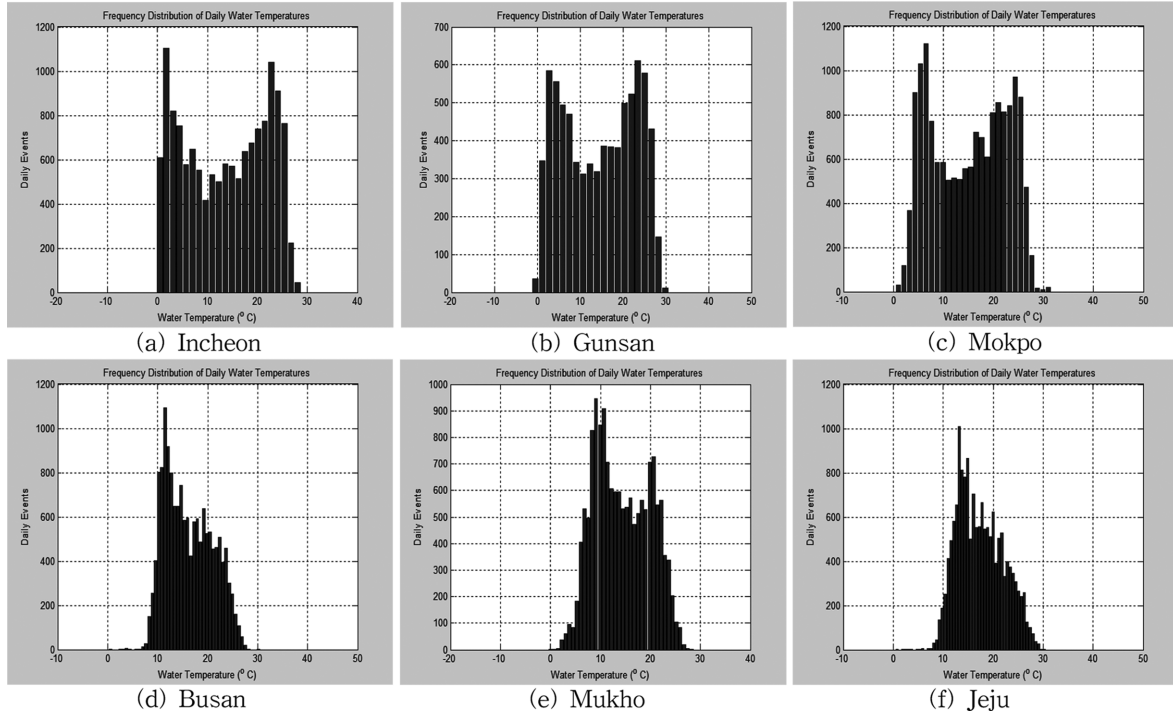 Frequency Distribution of Daily Water Temperatures
1200
1000
800
600
400
200
0
Daily Events
-20 -10 0 10 20 30 40
Water Temperature (° C)
(a) Incheon
Frequency Distribution of Daily Water Temperatures
700
600
500
400
300
200
100
0
Daily Events
-20 -10 0 10 20 30 40 50
Water Temperature (° C)
(b) Gunsan
Frequency Distribution of Daily Water Temperatures
1200
1000
800
600
400
200
0
Daily Events
-10 0 10 20 30 40 50
Water Temperature (° C)
(c) Mokpo
Frequency Distribution of Daily Water Temperatures
1200
1000
800
600
400
200
0
Daily Events
-10 0 10 20 30 40 50
Water Temperature (° C)
(d) Busan
Frequency Distribution of Daily Water Temperatures
1000
900
800
700
600
500
400
300
200
100
0
Daily Events
-20 -10 0 10 20 30 40
Water Temperature (° C)
(e) Mukho
Frequency Distribution of Daily Water Temperatures
1200
1000
800
600
400
200
0
Daily Events
-10 0 10 20 30 40 50
Water Temperature (° C)
(f) Jeju